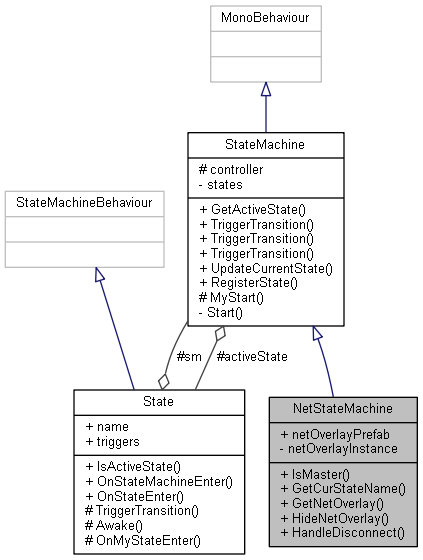 MonoBehaviour
StateMachine
# controller
- states
+ GetActiveState()
+ TriggerTransition()
+ TriggerTransition()
+ TriggerTransition()
+ UpdateCurrentState()
+ RegisterState()
# MyStart()
- Start()
StateMachineBehaviour
#sm
#activeState
State
+ name
+ triggers
+ IsActiveState()
+ OnStateMachineEnter()
+ OnStateEnter()
# TriggerTransition()
# Awake()
# OnMyStateEnter()
NetStateMachine
+ netOverlayPrefab
- netOverlayInstance
+ IsMaster()
+ GetCurStateName()
+ GetNetOverlay()
+ HideNetOverlay()
+ HandleDisconnect()